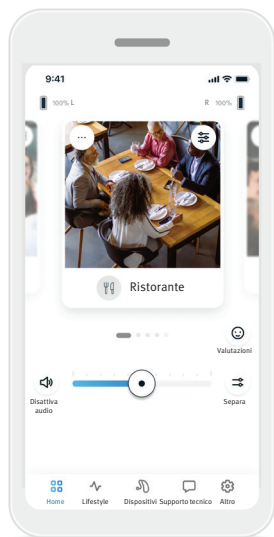 9:41
100% L
R 100%
Ristorante
Valutazioni
Disattiva
audio
Separa
Home
Lifestyle
Dispositivi
Supporto tecnico
Altro